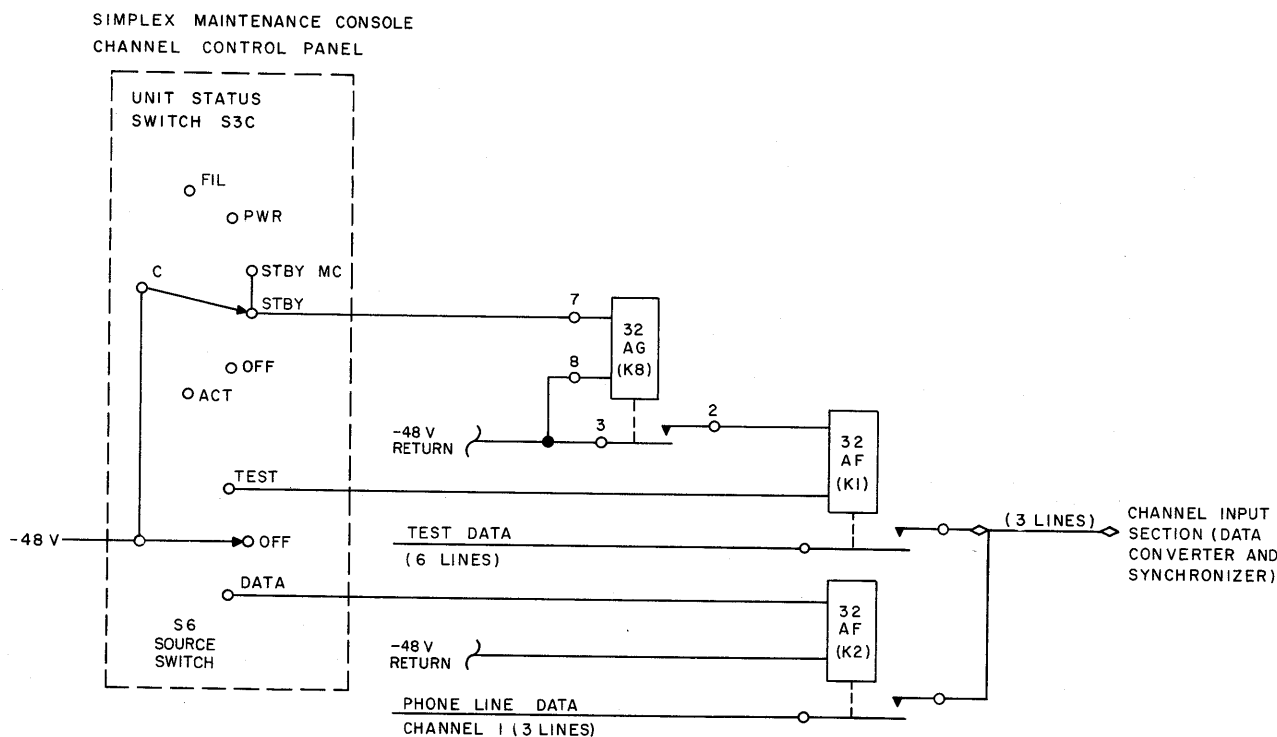 SIMPLEX MAINTENANCE CONSOLE
CHANNEL CONTROL PANEL
UNIT STATUS
SWITCH S3C
FIL
PWR
C
STBY MC
STBY
OFF
ACT
7
8
32
AG
(K8)
-48 V
RETURN
3
2
32
AF
(K1)
TEST
-48 V
OFF
TEST DATA
(6 LINES)
(3 LINES)
CHANNEL INPUT
SECTION (DATA
CONVERTER AND
SYNCHRONIZER)
DATA
S6
SOURCE
SWITCH
32
AF
(K2)
-48 V
RETURN
PHONE LINE DATA
CHANNEL 1 (3 LINES)